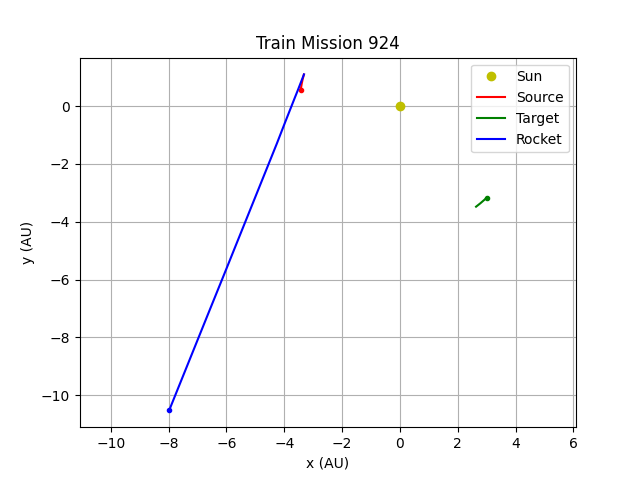 Train Mission 924
Sun
Source
Target
Rocket
0
−2
−4
−6
−8
−10
y (AU)
−10
−8
−6
−4
−2
0
2
4
6
x (AU)